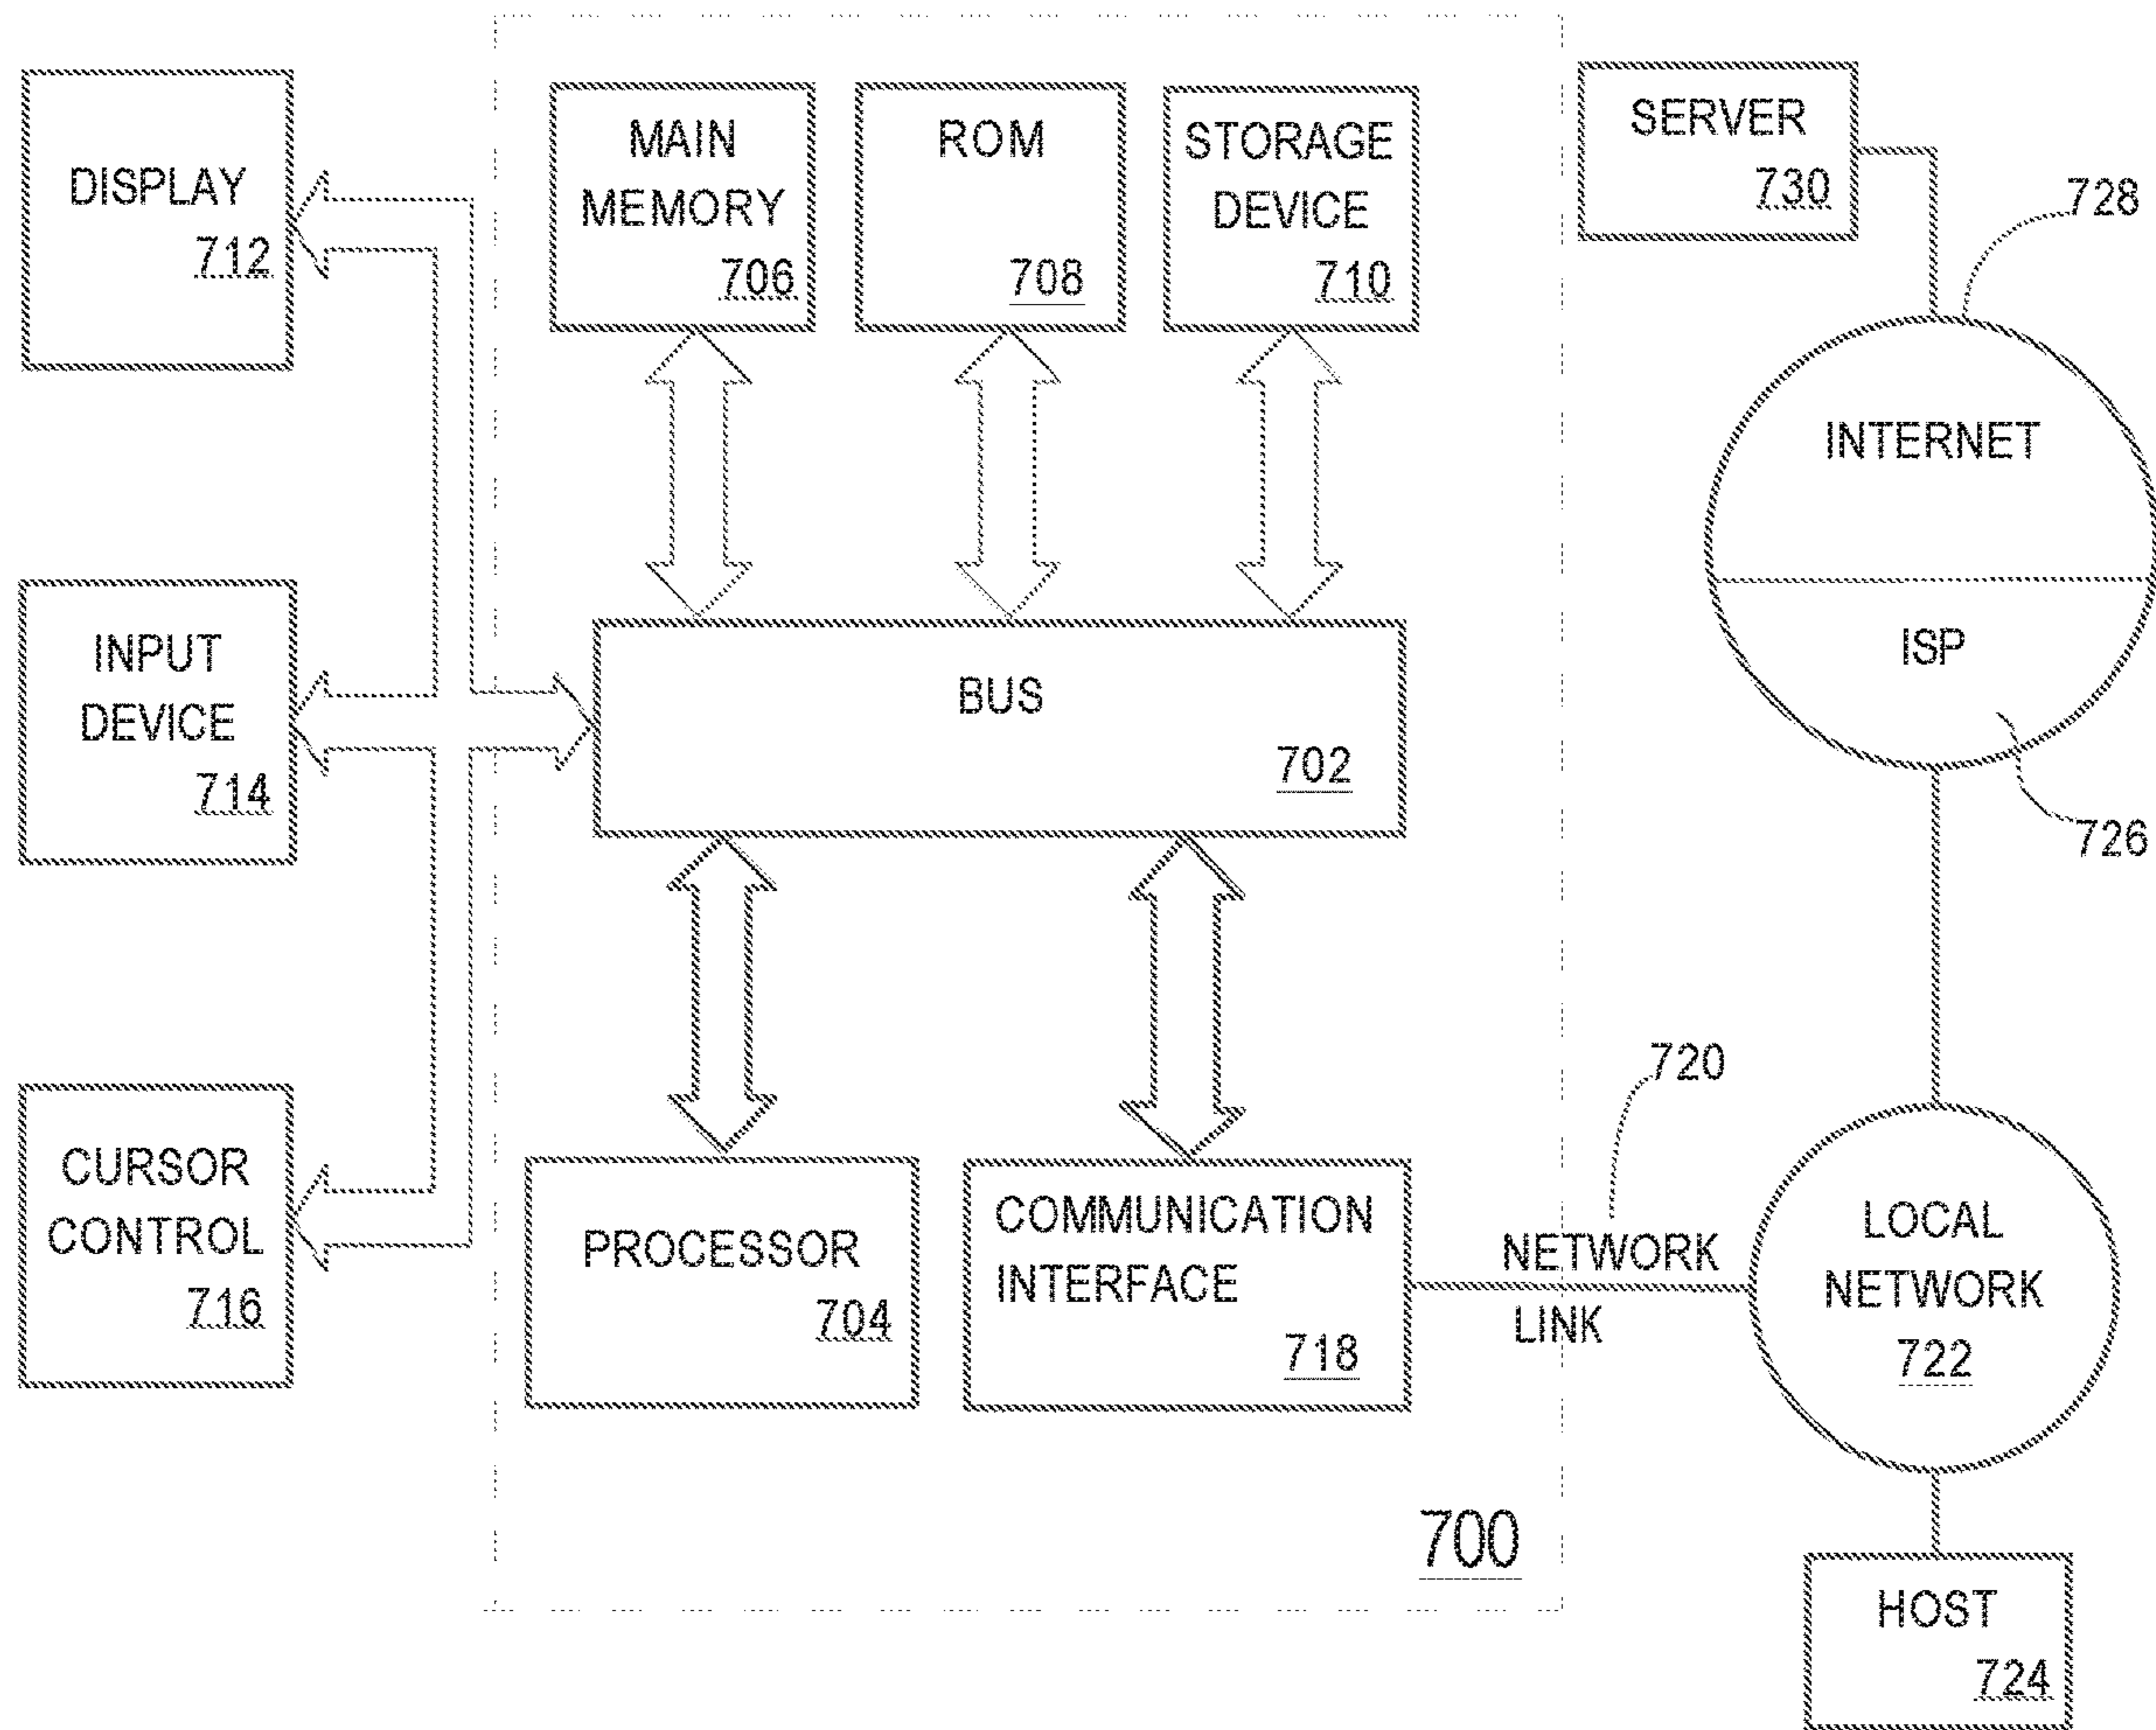 DISPLAY
712
INPUT
DEVICE
714
CURSOR
CONTROL
716
MAIN
MEMORY
706
ROM
708
STORAGE
DEVICE
710
BUS
702
PROCESSOR
704
COMMUNICATION
INTERFACE
718
700
NETWORK
LINK
720
SERVER
730
728
INTERNET
ISP
726
LOCAL
NETWORK
722
HOST
724